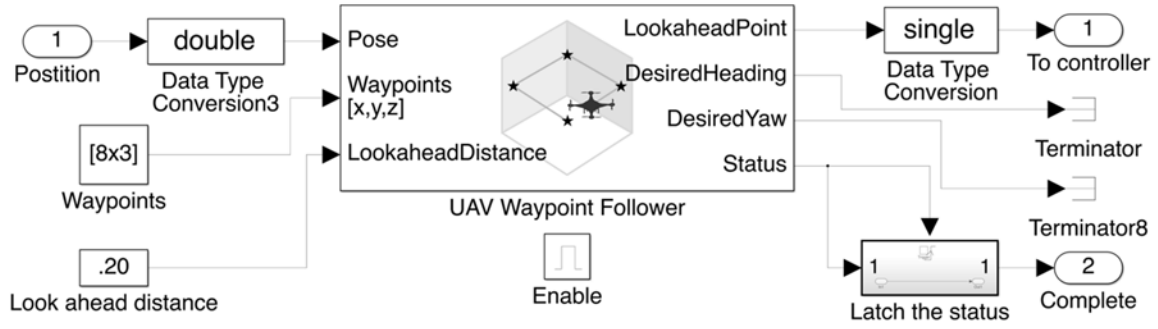 1
Postition
double
Data Type
Conversion3
[8x3]
Waypoints
.20
Look ahead distance
Pose
Waypoints
[x,y,z]
LookaheadDistance
LookaheadPoint
DesiredHeading
DesiredYaw
Status
UAV Waypoint Follower
Enable
single
Data Type
Conversion
1
To controller
Terminator
Terminator8
1 1
Latch the status
2
Complete